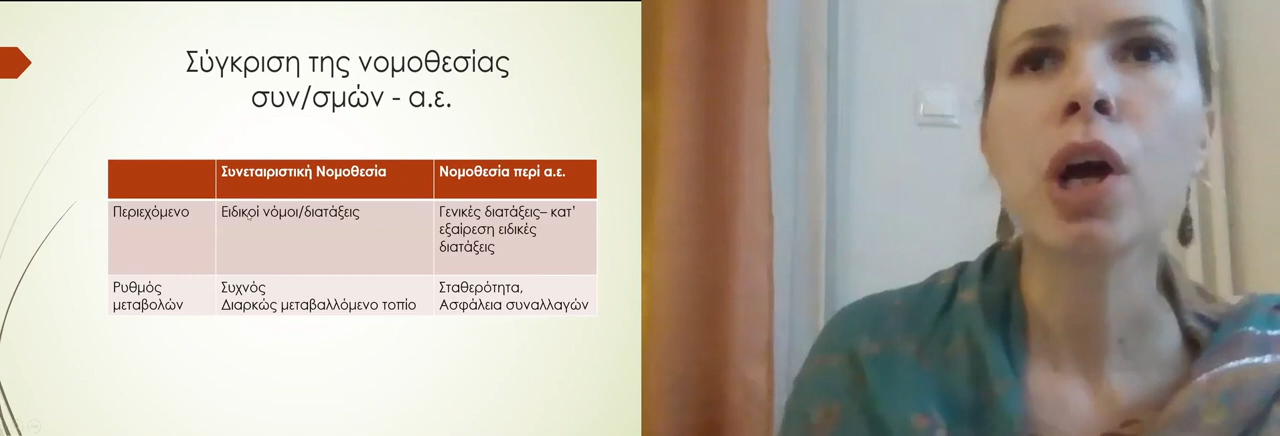 Σύγκριση της νομοθεσίας
συν/σμών - α.ε.
Συνεταιριστική Νομοθεσία
Νομοθεσία περί α.ε.
Περιεχόμενο
Ειδικοί νόμοι/διατάξεις
Γενικές διατάξεις– κατ'
εξαίρεση ειδικές
διατάξεις
Ρυθμός
μεταβολών
Συχνός
Διαρκώς μεταβαλλόμενο τοπίο
Σταθερότητα,
Ασφάλεια συναλλαγών